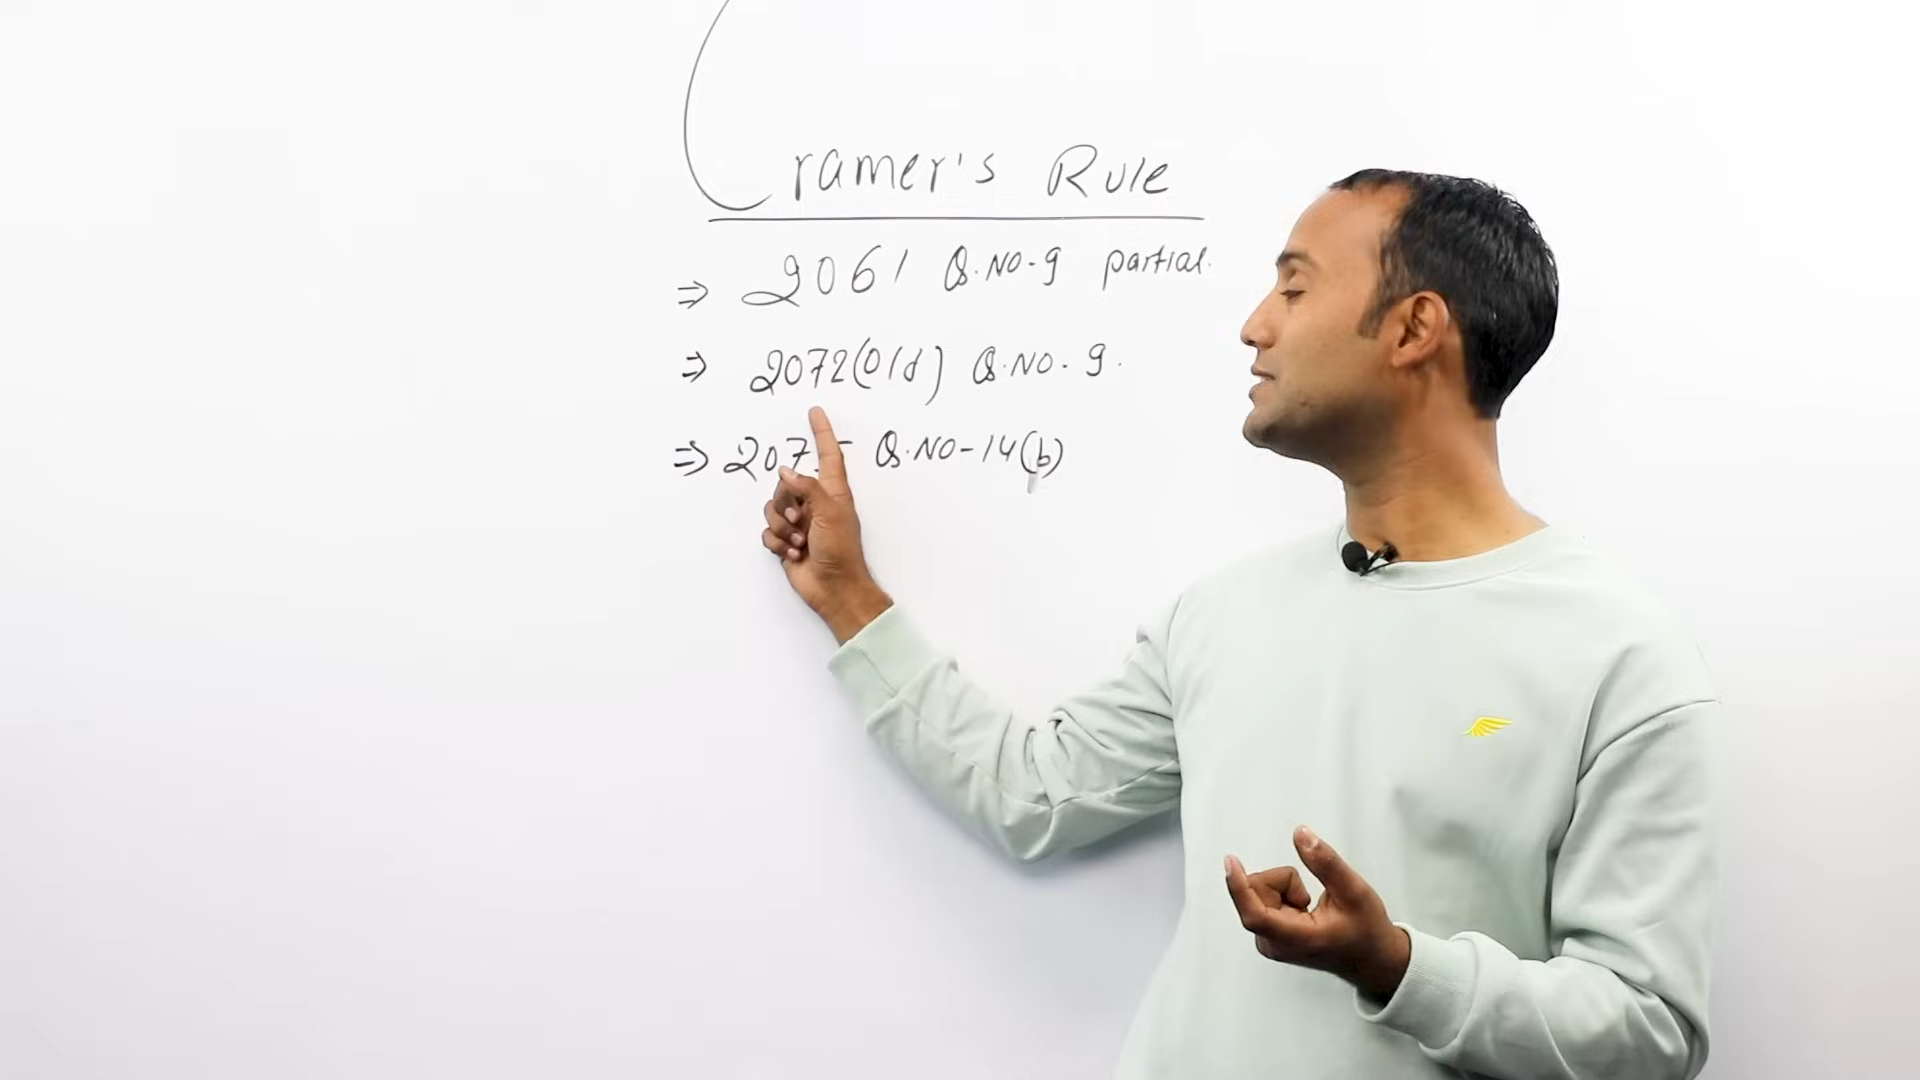 Cramer's Rule
⇒ 2061 Q.NO-9 partial.
⇒ 2072(Old) Q.NO-9.
⇒ Q.NO-14(b)